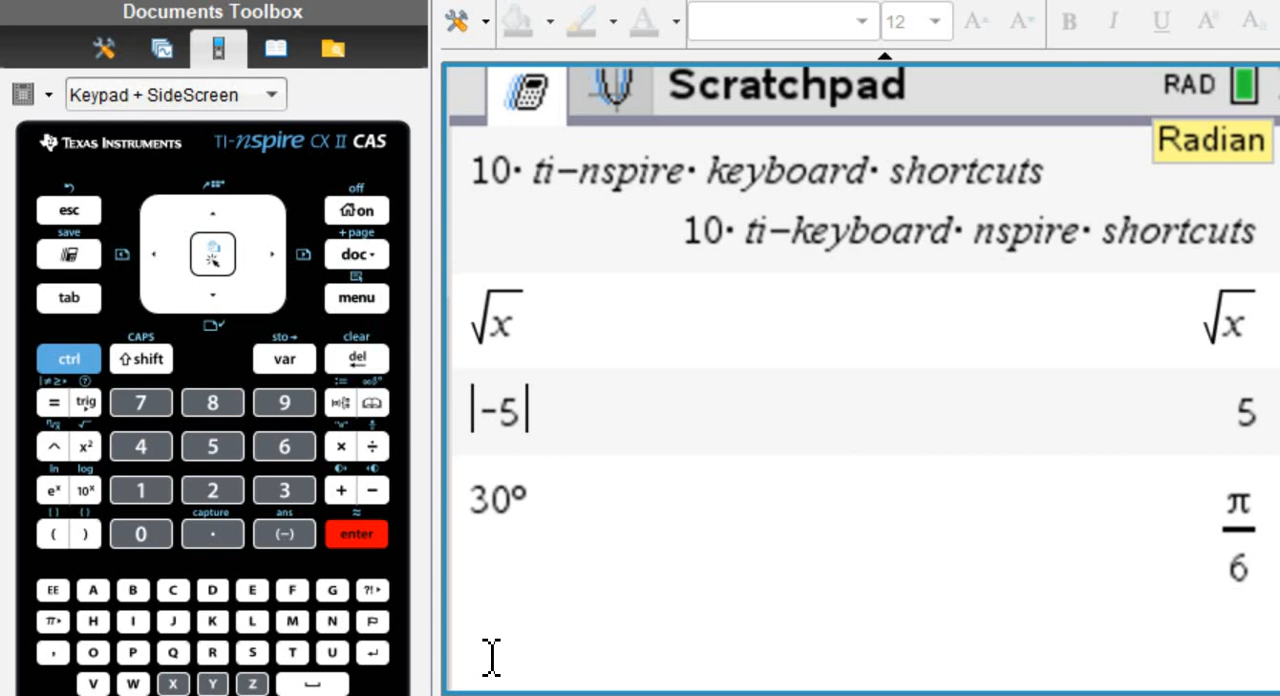 Documents Toolbox
12
B I U A A
Keypad + SideScreen
Scratchpad RAD
Radian
TEXAS INSTRUMENTS TI-nspire CX II CAS
off
esc on
save + page
doc
tab menu
CAPS sto→ clear
ctrl shift var del
|≠≥▸ ? := ∞β°
= trig 7 8 9
ⁿ√x √ "∿"
^ x² 4 5 6 × ÷
ln log
eˣ 10ˣ 1 2 3 + −
[ ] { } capture ans ≈
( ) 0 . (−) enter
EE A B C D E F G ?!▸
π▸ H I J K L M N
, O P Q R S T U ↵
V W X Y Z
10· ti−nspire· keyboard· shortcuts
10· ti−keyboard· nspire· shortcuts
√x √x
|−5| 5
30° π/6